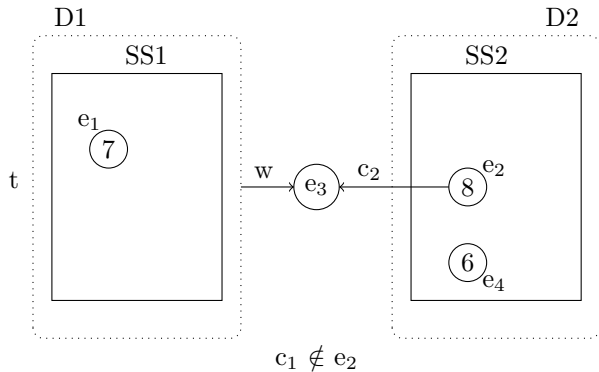 D1 D2
SS1 SS2
e₁
7
t w e₃ c₂ 8 e₂
6
e₄
c₁ ∉ e₂